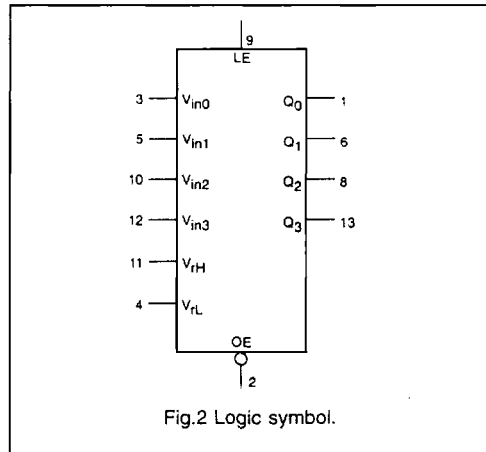 9
LE
3 Vin0 Q0 1
5 Vin1 Q1 6
10 Vin2 Q2 8
12 Vin3 Q3 13
11 VrH
4 VrL
OE
2
Fig.2 Logic symbol.